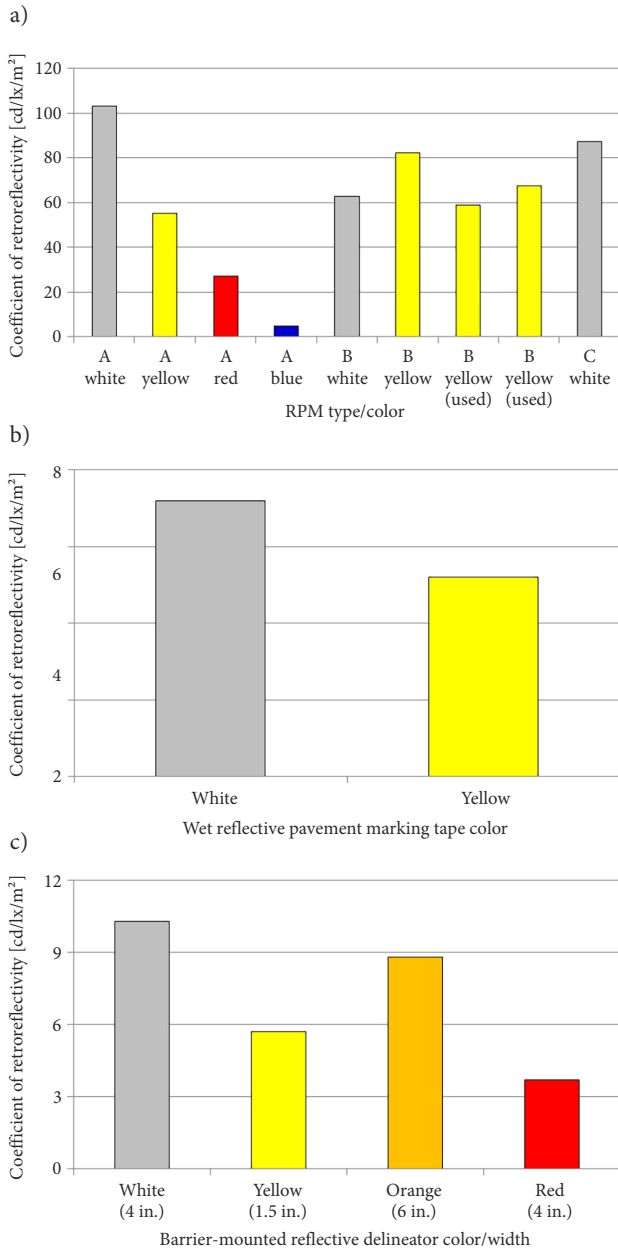 a)
Coefficient of retroreflectivity [cd/lx/m²]
120
100
80
60
40
20
0
A white
A yellow
A red
A blue
B white
B yellow
B yellow (used)
B yellow (used)
C white
RPM type/color
b)
Coefficient of retroreflectivity [cd/lx/m²]
8
6
4
2
White
Yellow
Wet reflective pavement marking tape color
c)
Coefficient of retroreflectivity [cd/lx/m²]
12
9
6
3
0
White (4 in.)
Yellow (1.5 in.)
Orange (6 in.)
Red (4 in.)
Barrier-mounted reflective delineator color/width